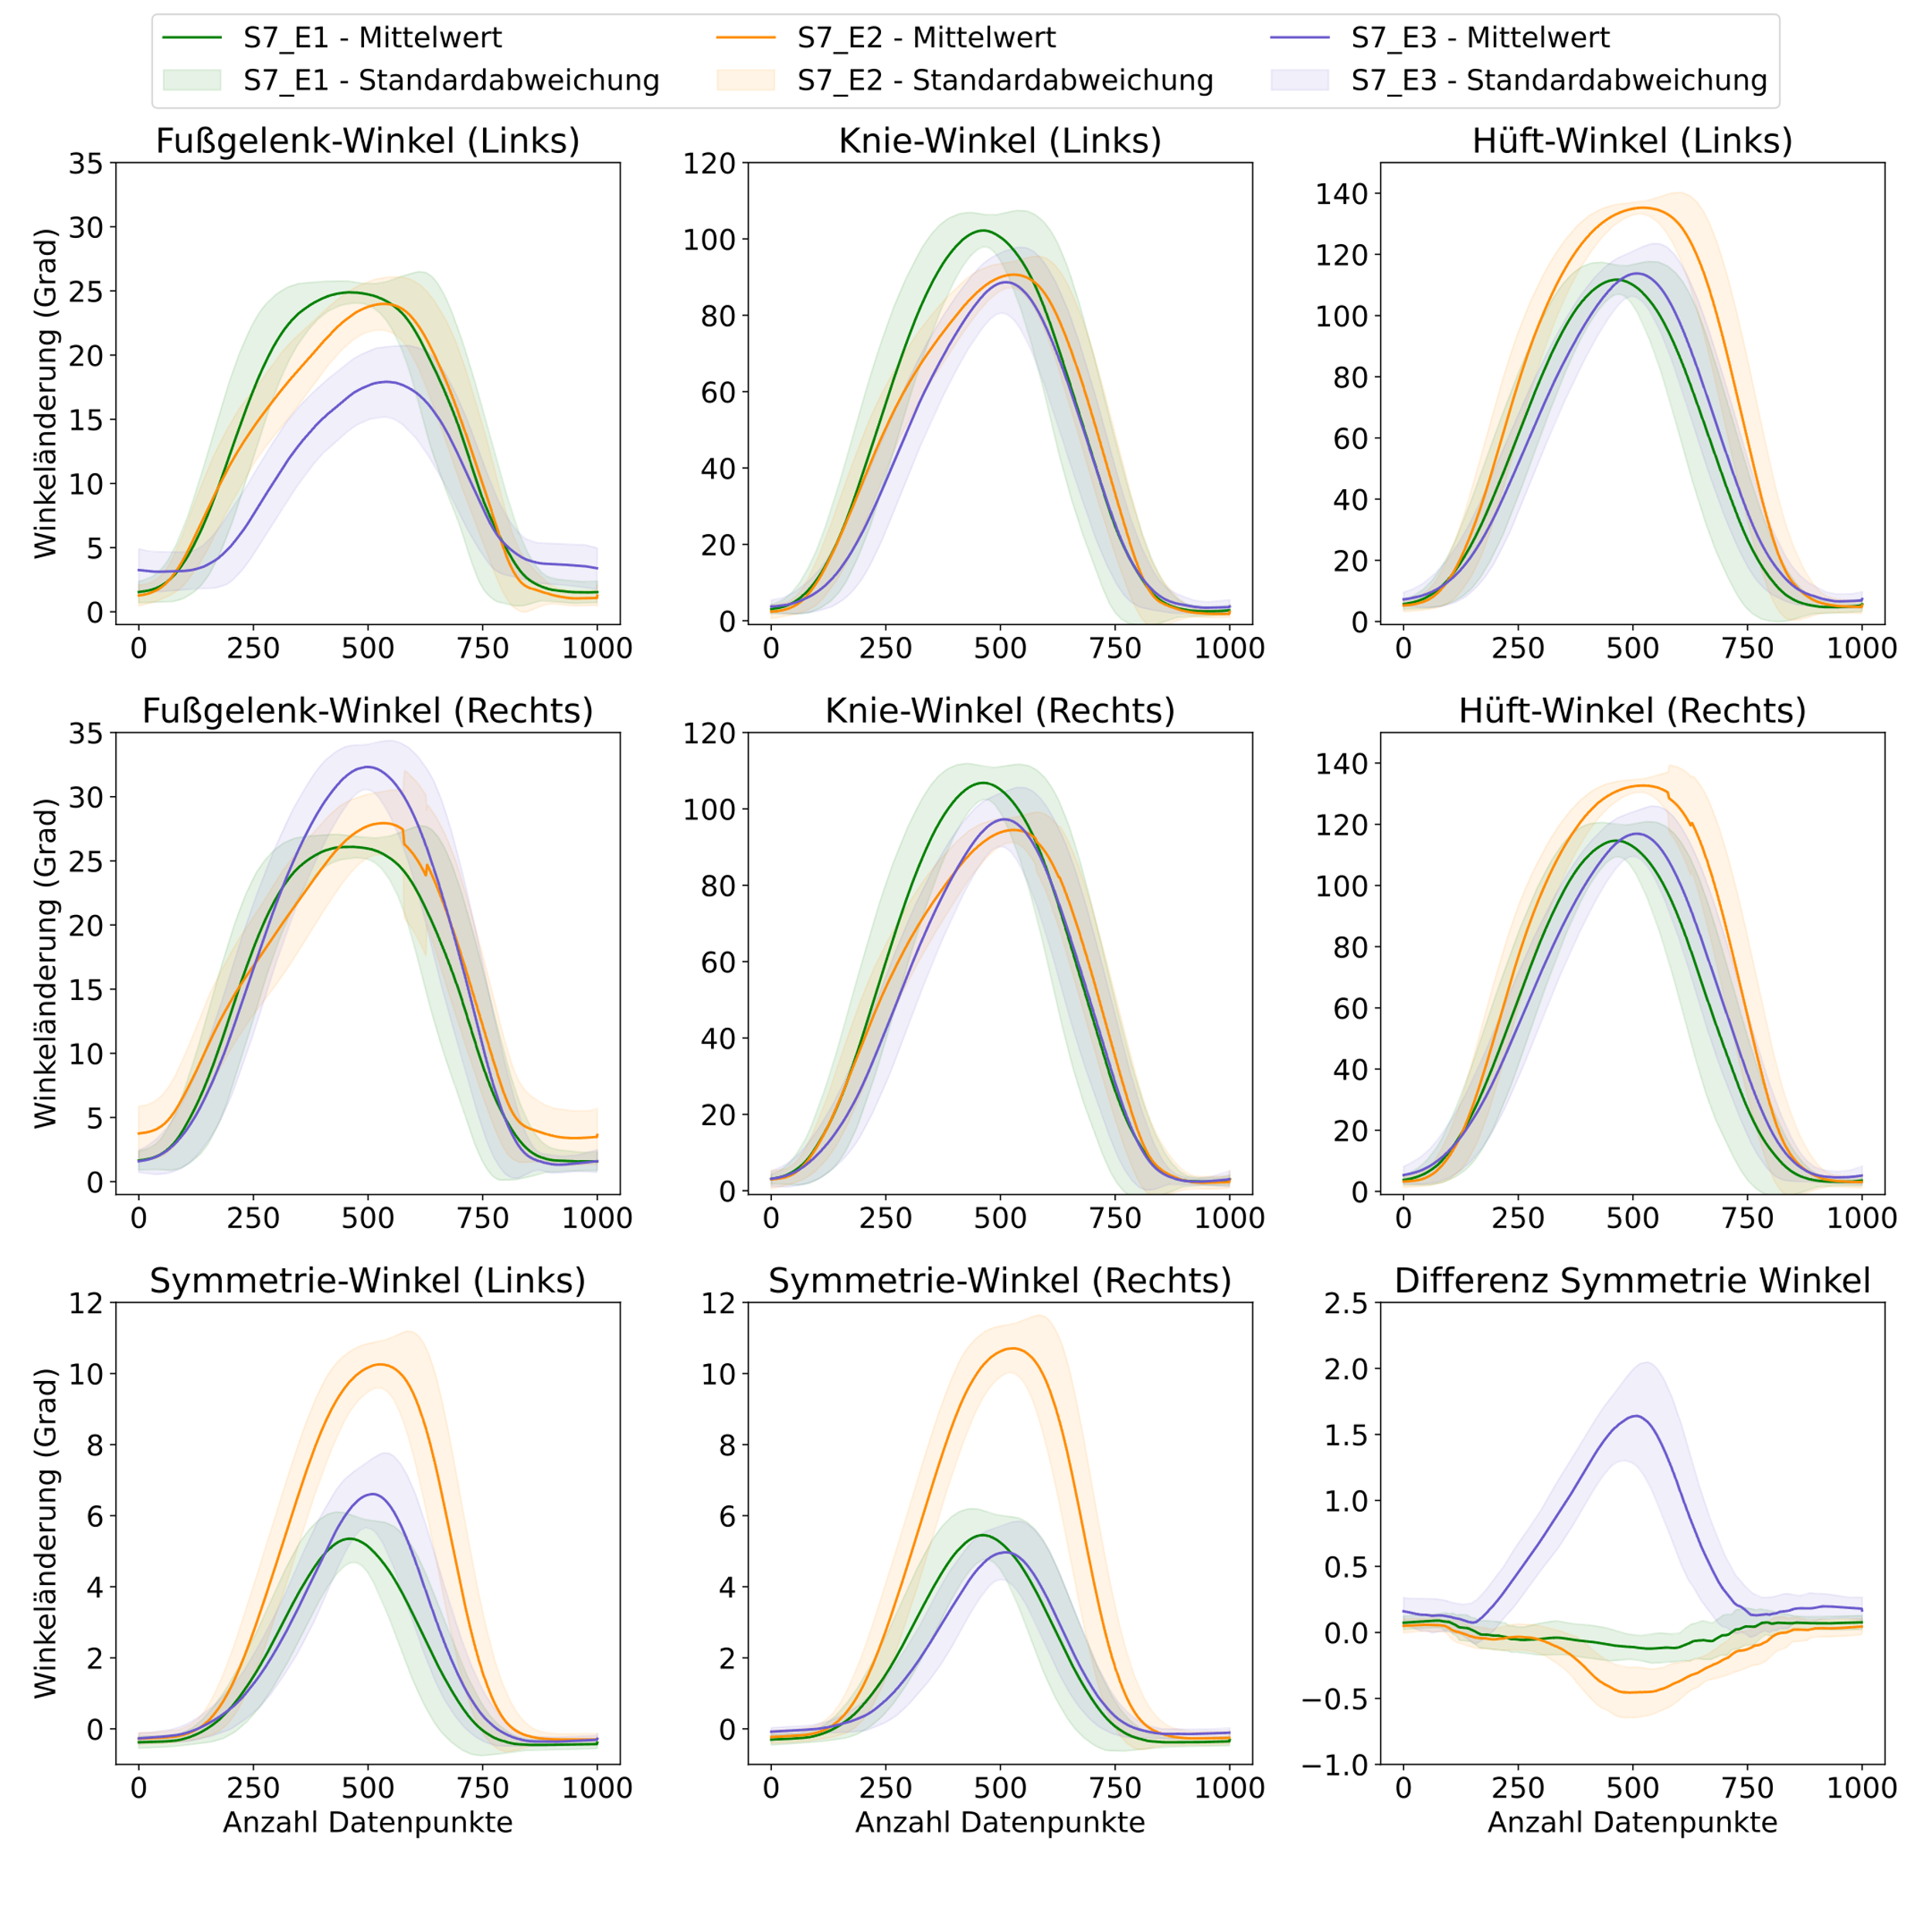 S7_E1 - Mittelwert S7_E2 - Mittelwert S7_E3 - Mittelwert
S7_E1 - Standardabweichung S7_E2 - Standardabweichung S7_E3 - Standardabweichung
Fußgelenk-Winkel (Links)
Winkeländerung (Grad)
35
30
25
20
15
10
5
0
0 250 500 750 1000
Knie-Winkel (Links)
120
100
80
60
40
20
0
0 250 500 750 1000
Hüft-Winkel (Links)
140
120
100
80
60
40
20
0
0 250 500 750 1000
Fußgelenk-Winkel (Rechts)
Winkeländerung (Grad)
35
30
25
20
15
10
5
0
0 250 500 750 1000
Knie-Winkel (Rechts)
120
100
80
60
40
20
0
0 250 500 750 1000
Hüft-Winkel (Rechts)
140
120
100
80
60
40
20
0
0 250 500 750 1000
Symmetrie-Winkel (Links)
Winkeländerung (Grad)
12
10
8
6
4
2
0
0 250 500 750 1000
Anzahl Datenpunkte
Symmetrie-Winkel (Rechts)
12
10
8
6
4
2
0
0 250 500 750 1000
Anzahl Datenpunkte
Differenz Symmetrie Winkel
2.5
2.0
1.5
1.0
0.5
0.0
−0.5
−1.0
0 250 500 750 1000
Anzahl Datenpunkte